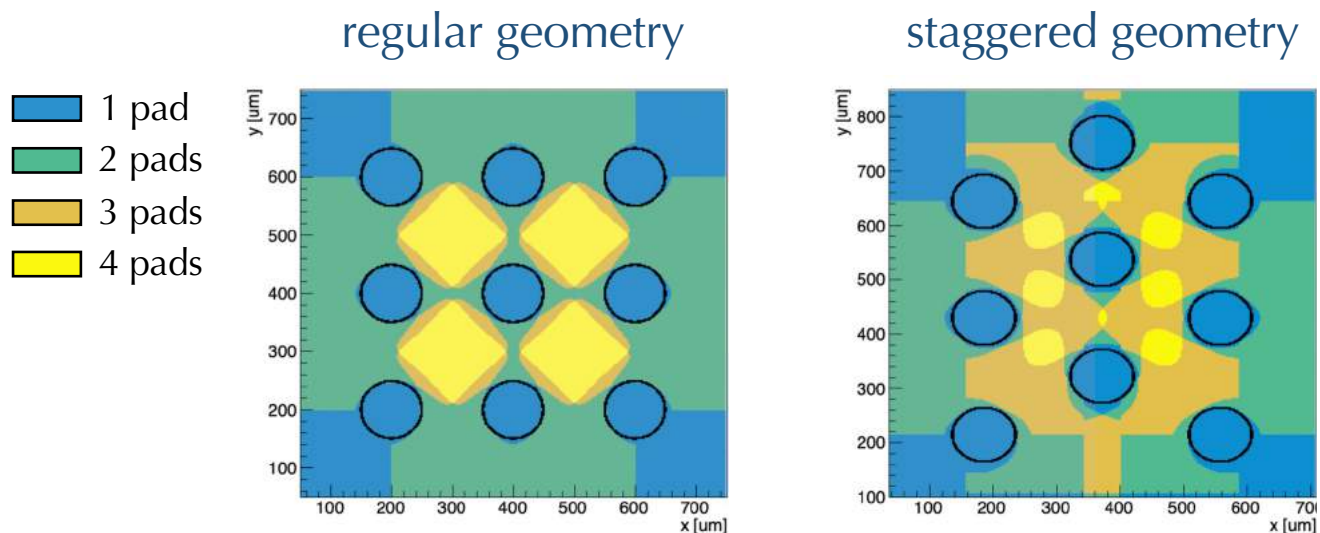 regular geometry
staggered geometry
1 pad
2 pads
3 pads
4 pads
y [um]
700
600
500
400
300
200
100
100 200 300 400 500 600 700
x [um]
y [um]
800
700
600
500
400
300
200
100
100 200 300 400 500 600 700
x [um]